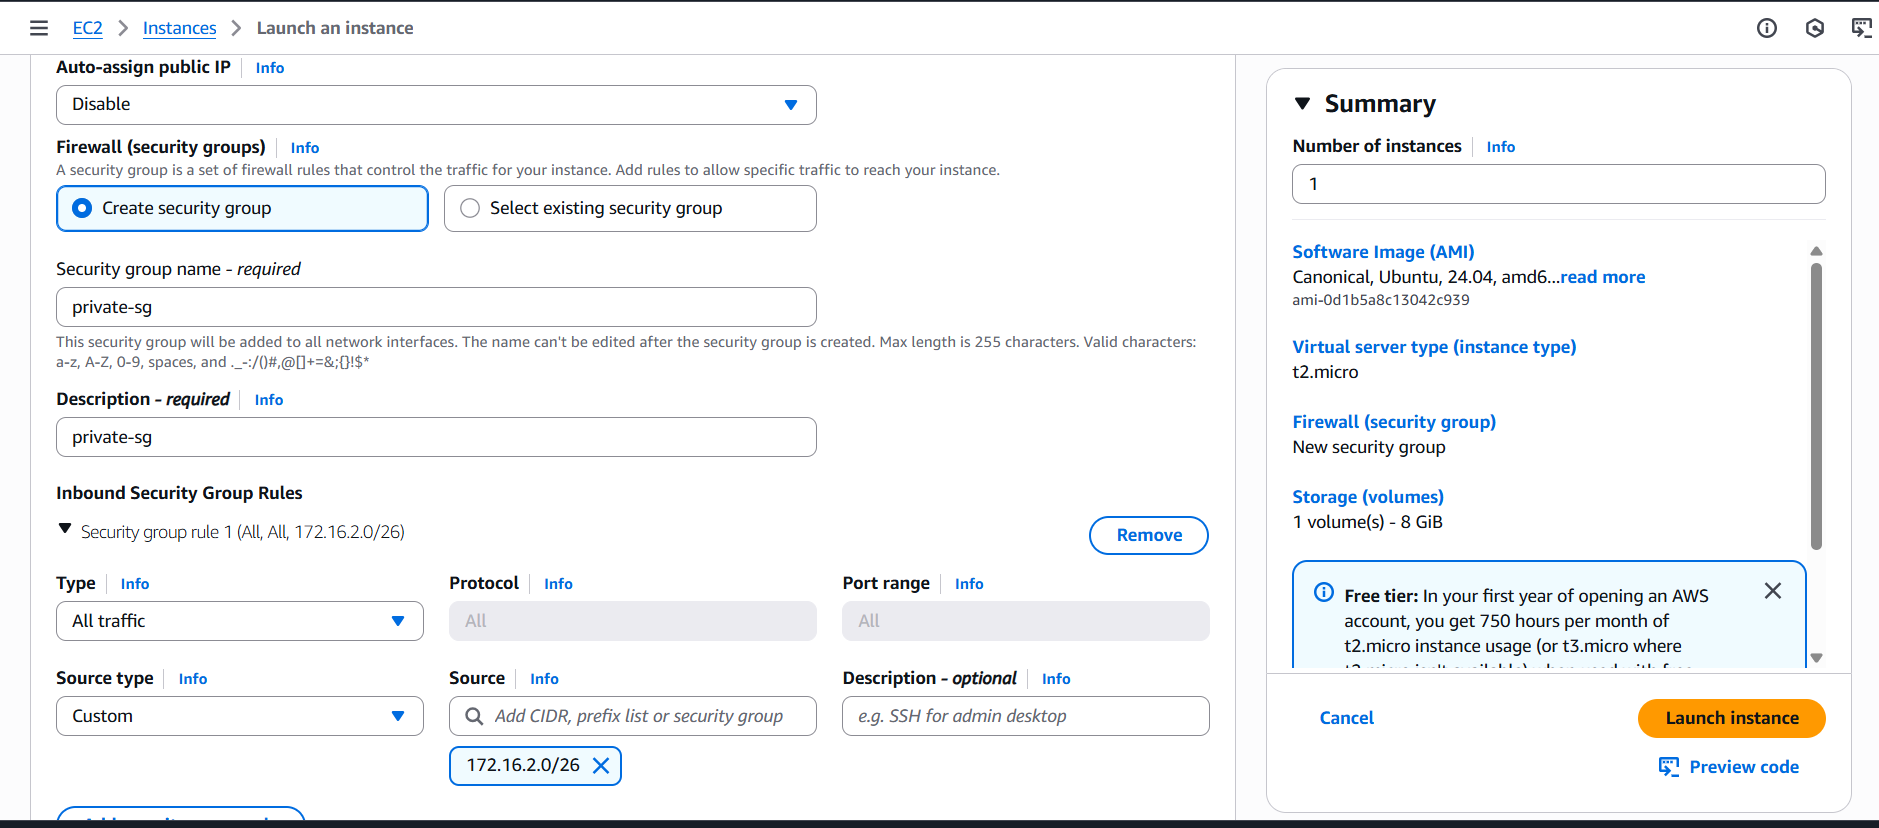 EC2 > Instances > Launch an instance
Auto-assign public IP Info
Disable
Firewall (security groups) Info
A security group is a set of firewall rules that control the traffic for your instance. Add rules to allow specific traffic to reach your instance.
Create security group
Select existing security group
Security group name - required
private-sg
This security group will be added to all network interfaces. The name can't be edited after the security group is created. Max length is 255 characters. Valid characters:
a-z, A-Z, 0-9, spaces, and ._-:/()#,@[]+=&;{}!$*
Description - required Info
private-sg
Inbound Security Group Rules
Security group rule 1 (All, All, 172.16.2.0/26)
Remove
Type Info
Protocol Info
Port range Info
All traffic
All
All
Source type Info
Source Info
Description - optional Info
Custom
Add CIDR, prefix list or security group
e.g. SSH for admin desktop
172.16.2.0/26
Summary
Number of instances Info
1
Software Image (AMI)
Canonical, Ubuntu, 24.04, amd6...read more
ami-0d1b5a8c13042c939
Virtual server type (instance type)
t2.micro
Firewall (security group)
New security group
Storage (volumes)
1 volume(s) - 8 GiB
Free tier: In your first year of opening an AWS
account, you get 750 hours per month of
t2.micro instance usage (or t3.micro where
Cancel
Launch instance
Preview code